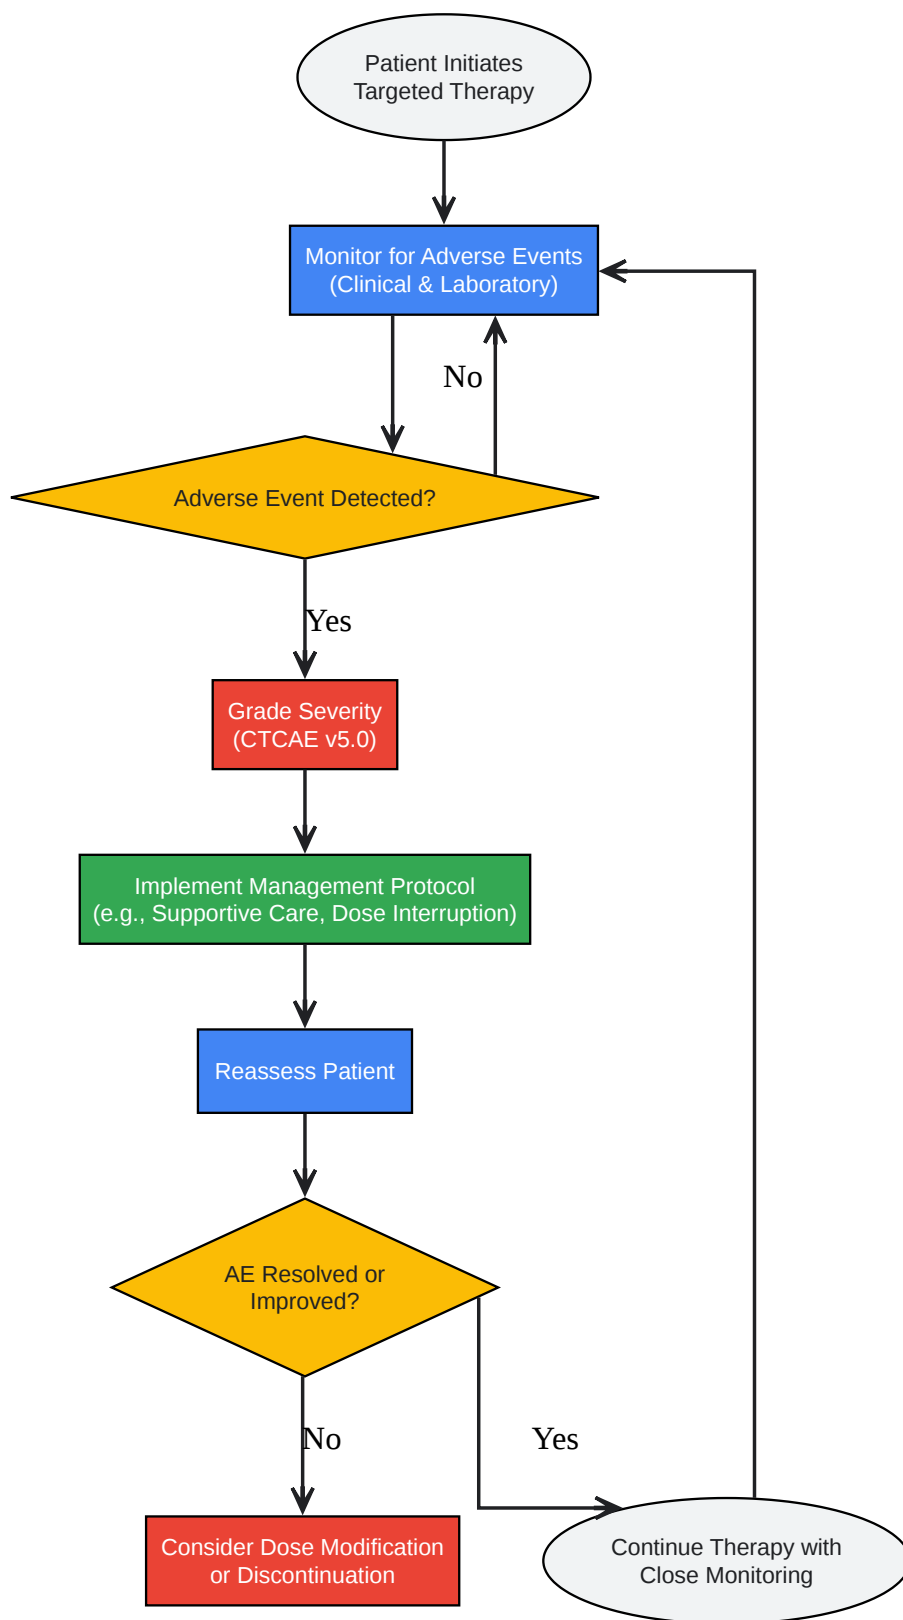 Patient Initiates
Targeted Therapy
Monitor for Adverse Events
(Clinical & Laboratory)
No
Adverse Event Detected?
Yes
Grade Severity
(CTCAE v5.0)
Implement Management Protocol
(e.g., Supportive Care, Dose Interruption)
Reassess Patient
AE Resolved or
Improved?
No
Yes
Consider Dose Modification
or Discontinuation
Continue Therapy with
Close Monitoring